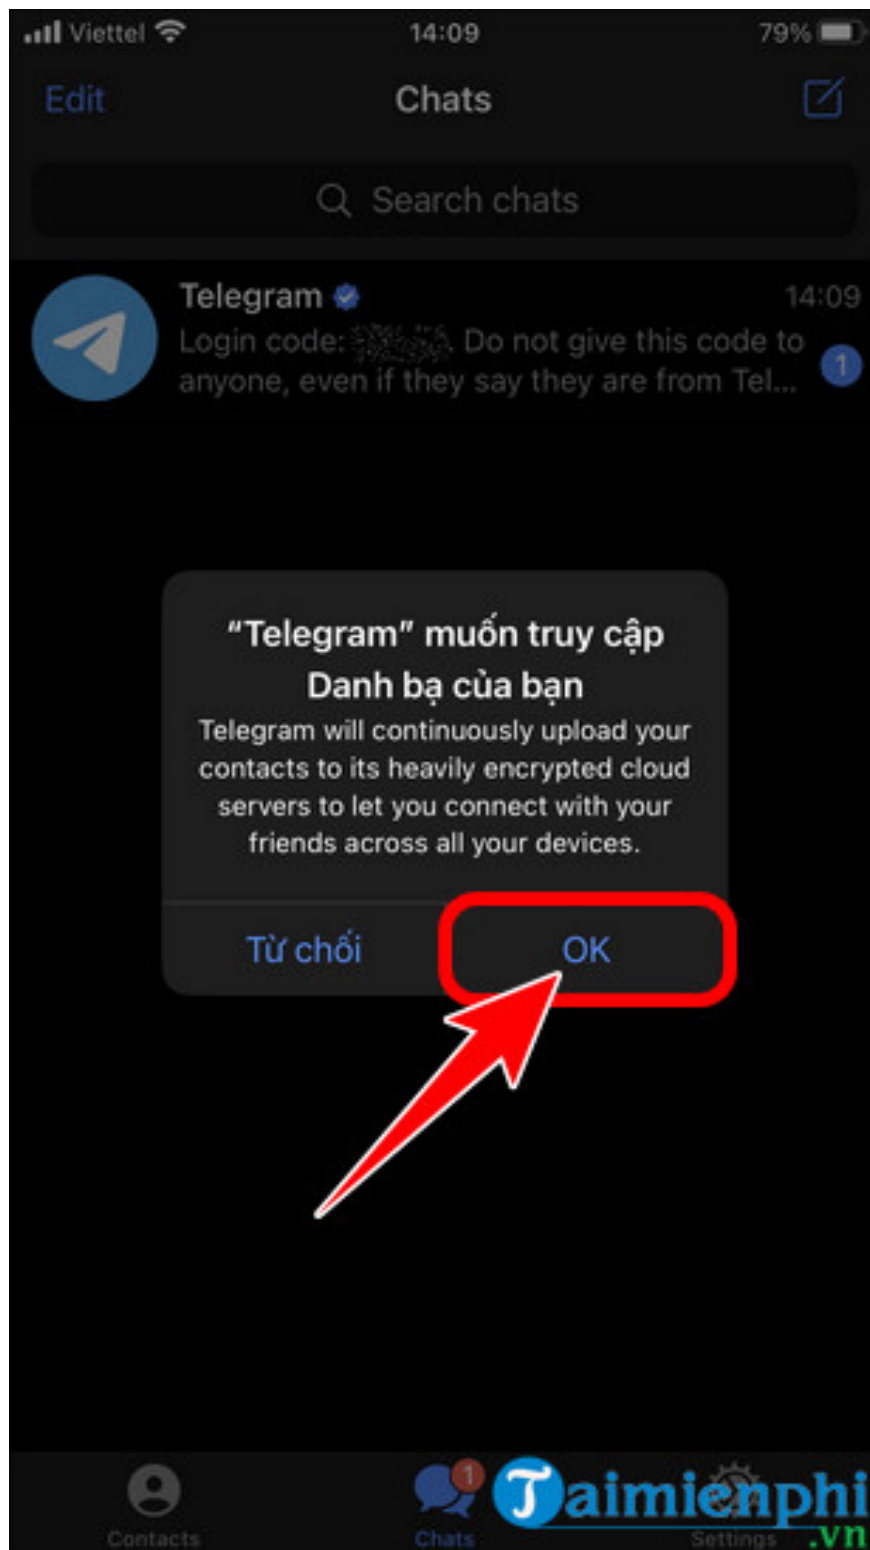 Viettel 14:09 79%
Edit Chats
Search chats
Telegram 14:09
Login code: . Do not give this code to
anyone, even if they say they are from Tel... 1
“Telegram” muốn truy cập
Danh bạ của bạn
Telegram will continuously upload your
contacts to its heavily encrypted cloud
servers to let you connect with your
friends across all your devices.
Từ chối OK
1
Taimienphi
Contacts Chats Settings .vn